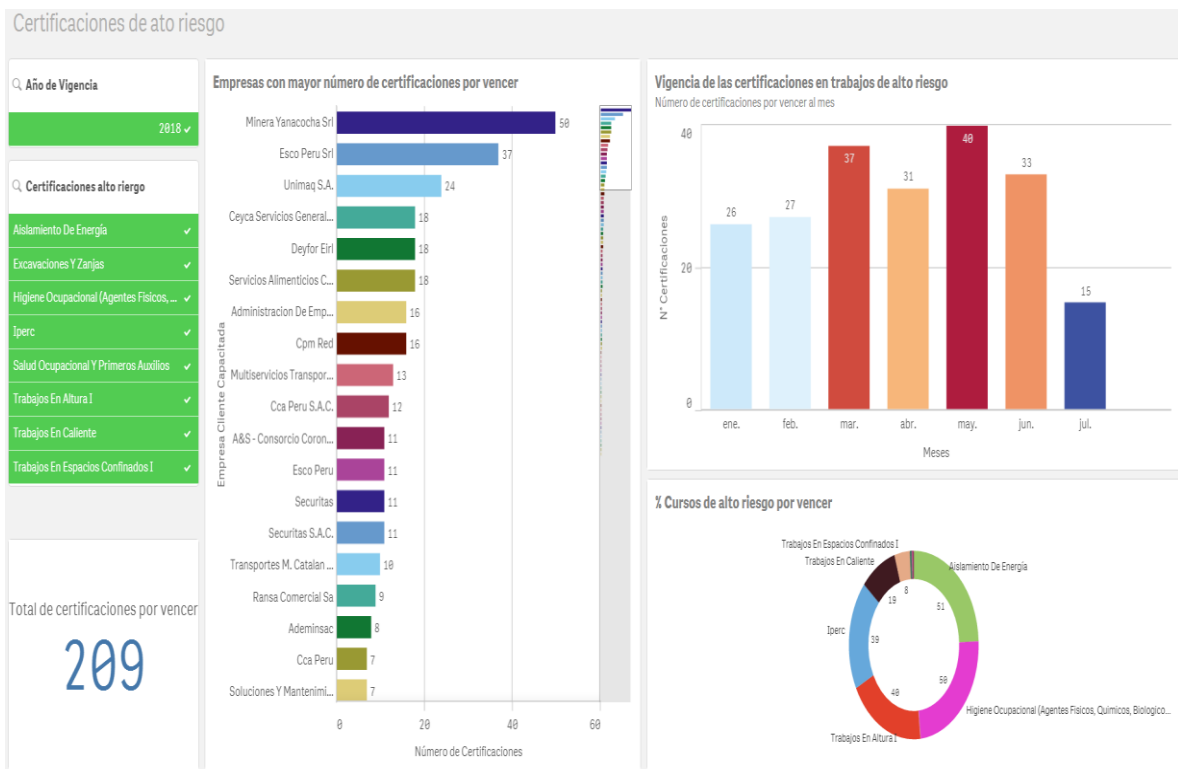 Certificaciones de ato riesgo
Año de Vigencia
2018
Certificaciones alto riergo
Aislamiento De Energía
Excavaciones Y Zanjas
Higiene Ocupacional (Agentes Fisicos, ...
Iperc
Salud Ocupacional Y Primeros Auxilios
Trabajos En Altura I
Trabajos En Caliente
Trabajos En Espacios Confinados I
Total de certificaciones por vencer
209
Empresas con mayor número de certificaciones por vencer
Empresa Cliente Capacitada
Minera Yanacocha Srl 50
Esco Peru Srl 37
Unimaq S.A. 24
Ceyca Servicios General... 18
Deyfor Eirl 18
Servicios Alimenticios C... 18
Administracion De Emp... 16
Cpm Red 16
Multiservicios Transpor... 13
Cca Peru S.A.C. 12
A&S - Consorcio Coron... 11
Esco Peru 11
Securitas 11
Securitas S.A.C. 11
Transportes M. Catalan ... 10
Ransa Comercial Sa 9
Ademinsac 8
Cca Peru 7
Soluciones Y Mantenimi... 7
0 20 40 60
Número de Certificaciones
Vigencia de las certificaciones en trabajos de alto riesgo
Número de certificaciones por vencer al mes
N° Certificaciones
40
20
0
26 27 37 31 40 33 15
ene. feb. mar. abr. may. jun. jul.
Meses
% Cursos de alto riesgo por vencer
Trabajos En Espacios Confinados I
8
Trabajos En Caliente
19
Aislamiento De Energía
51
Iperc
39
Higiene Ocupacional (Agentes Fisicos, Quimicos, Biologico...
50
Trabajos En Altura I
40